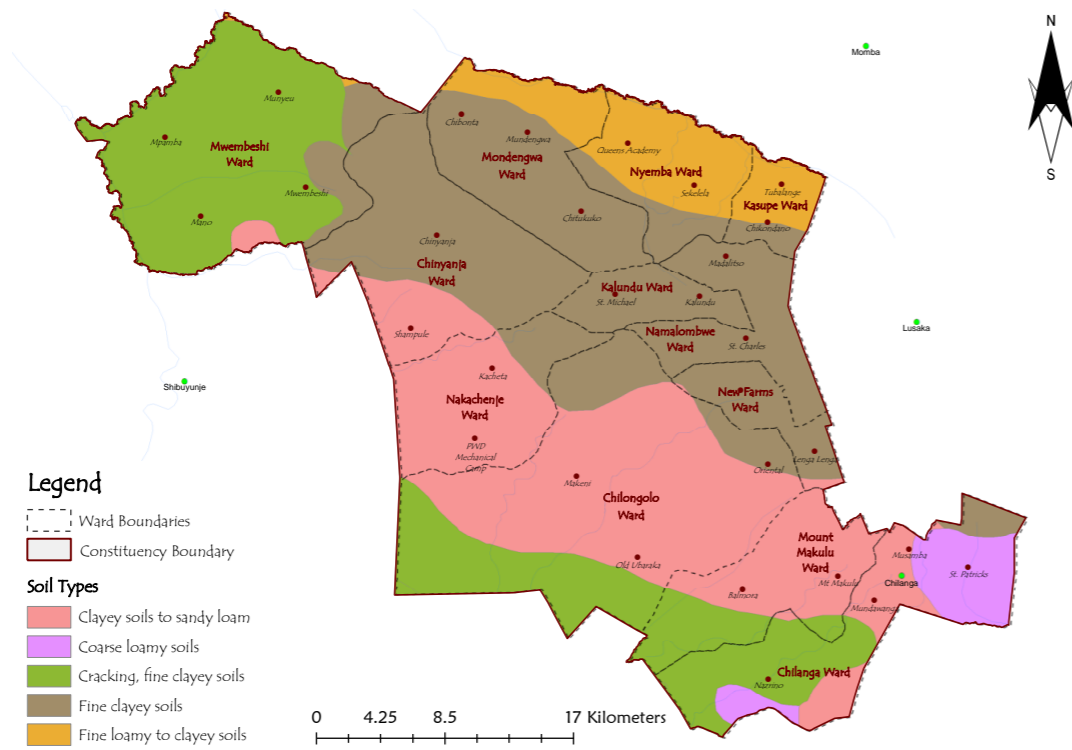 N
Momba
Munyeu
Chibonta
Mpamba
Mundengwa
Mwembeshi
Ward
Queens Academy
Mondengwa
Ward
Nyemba Ward
Mwembeshi
Sekelela
Tubalange
Kasupe Ward
S
Mano
Chitukuko
Chikondano
Chinyanja
Madalitso
Chinyanja
Ward
Kalundu Ward
St. Michael
Kalundu
Lusaka
Shampule
Namalombwe
Ward
St. Charles
Kacheta
Shibuyunje
Nakachenje
Ward
New Farms
Ward
PWD
Mechanical
Camp
Lenga Lenga
Oriental
Makeni
Chilongolo
Ward
Mount
Makulu
Ward
Musamba
Old Ubaraka
St. Patricks
Mt Makulu
Chilanga
Balmora
Mundawanga
Chilanga Ward
Nazrino
Legend
Ward Boundaries
Constituency Boundary
Soil Types
Clayey soils to sandy loam
Coarse loamy soils
Cracking, fine clayey soils
Fine clayey soils
Fine loamy to clayey soils
0 4.25 8.5 17 Kilometers